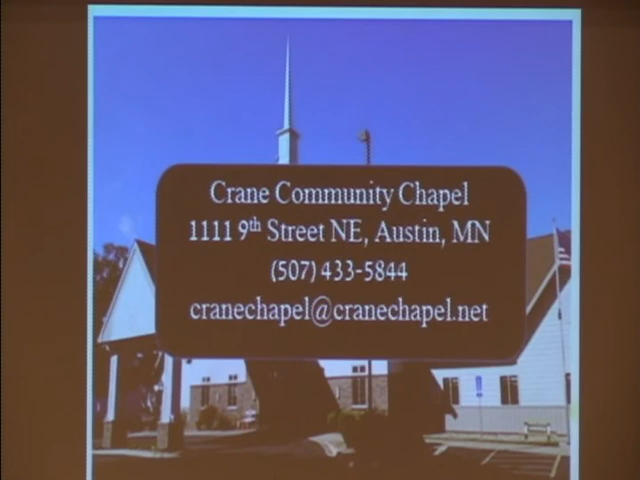 Crane Community Chapel
1111 9th Street NE, Austin, MN
(507) 433-5844
cranechapel@cranechapel.net